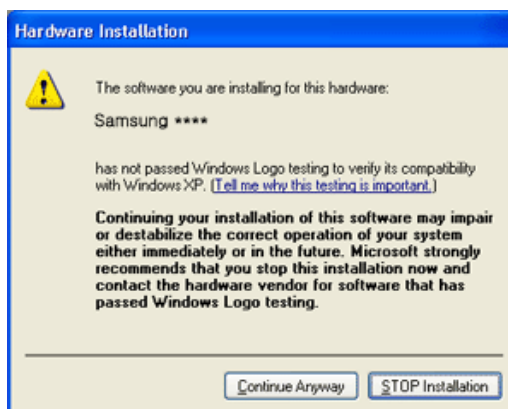 Hardware Installation
The software you are installing for this hardware:
Samsung ****
has not passed Windows Logo testing to verify its compatibility
with Windows XP. (Tell me why this testing is important.)
Continuing your installation of this software may impair
or destabilize the correct operation of your system
either immediately or in the future. Microsoft strongly
recommends that you stop this installation now and
contact the hardware vendor for software that has
passed Windows Logo testing.
Continue Anyway
STOP Installation